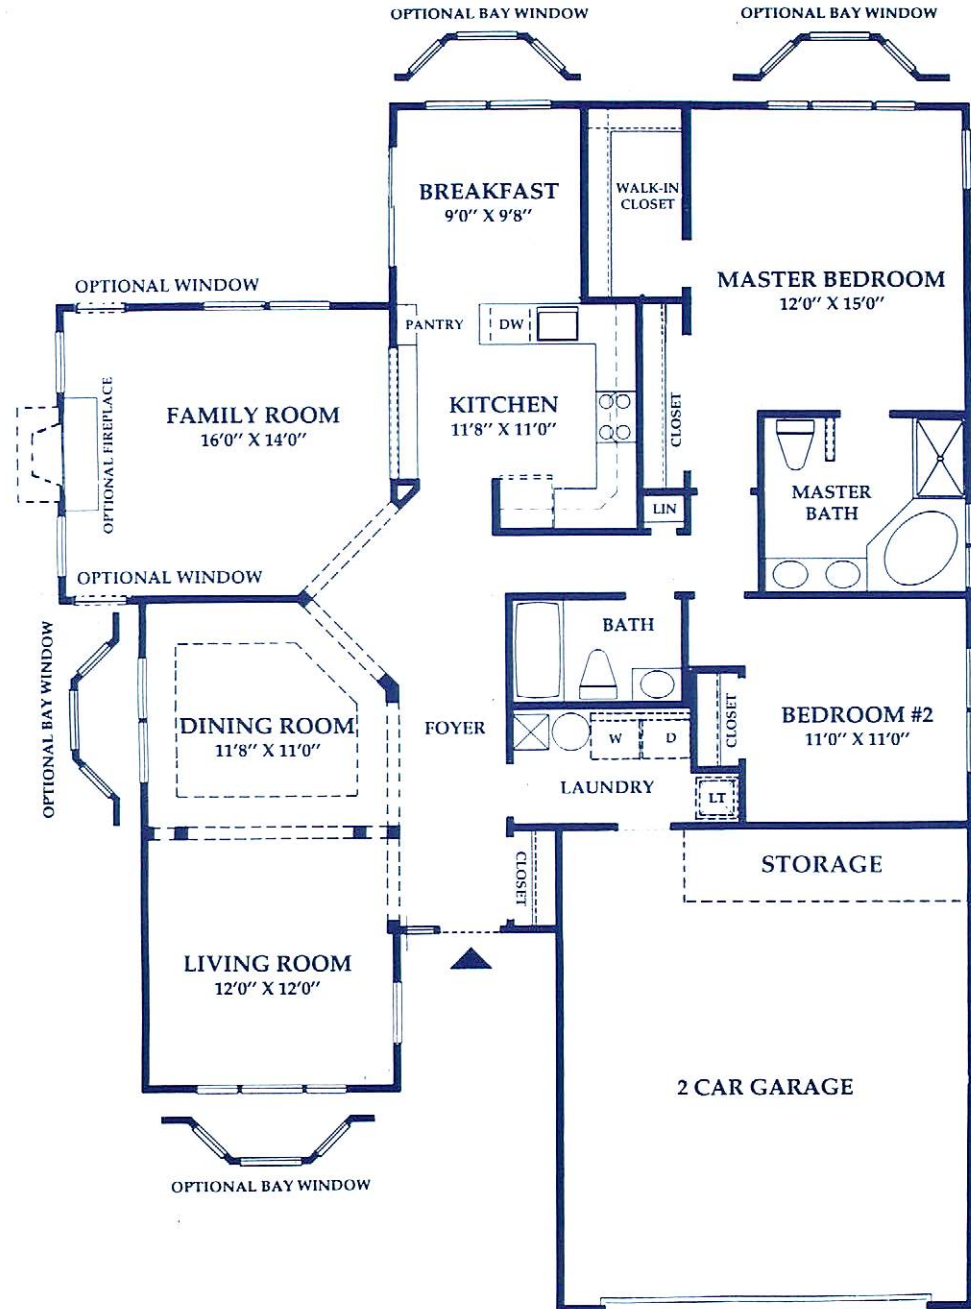 OPTIONAL BAY WINDOW
OPTIONAL BAY WINDOW
BREAKFAST
9'0" X 9'8"
WALK-IN
CLOSET
MASTER BEDROOM
12'0" X 15'0"
OPTIONAL WINDOW
PANTRY
DW
FAMILY ROOM
16'0" X 14'0"
OPTIONAL FIREPLACE
KITCHEN
11'8" X 11'0"
CLOSET
MASTER
BATH
LIN
OPTIONAL WINDOW
OPTIONAL BAY WINDOW
BATH
DINING ROOM
11'8" X 11'0"
FOYER
W
D
CLOSET
BEDROOM #2
11'0" X 11'0"
LAUNDRY
LT
CLOSET
STORAGE
LIVING ROOM
12'0" X 12'0"
2 CAR GARAGE
OPTIONAL BAY WINDOW